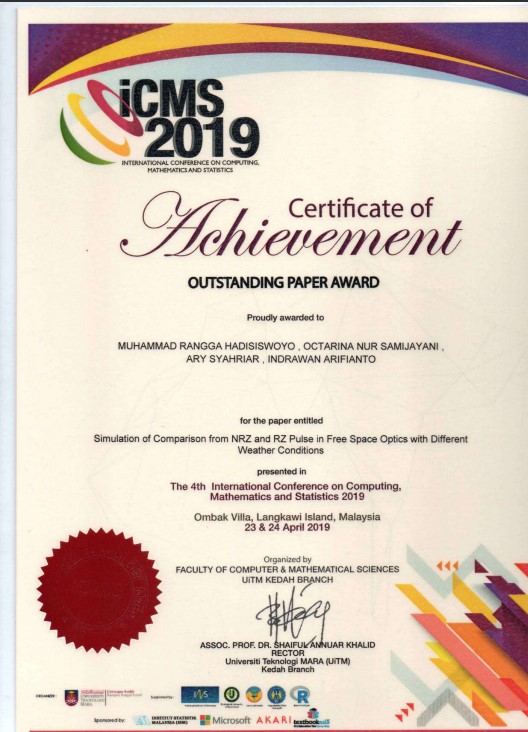 iCMS
2019
INTERNATIONAL CONFERENCE ON COMPUTING,
MATHEMATICS AND STATISTICS
Certificate of
Achievement
OUTSTANDING PAPER AWARD
Proudly awarded to
MUHAMMAD RANGGA HADISISWOYO , OCTARINA NUR SAMIJAYANI ,
ARY SYAHRIAR , INDRAWAN ARIFIANTO
for the paper entitled
Simulation of Comparison from NRZ and RZ Pulse in Free Space Optics with Different
Weather Conditions
presented in
The 4th International Conference on Computing,
Mathematics and Statistics 2019
Ombak Villa, Langkawi Island, Malaysia
23 & 24 April 2019
Organized by
FACULTY OF COMPUTER & MATHEMATICAL SCIENCES
UiTM KEDAH BRANCH
ASSOC. PROF. DR. SHAIFUL ANNUAR KHALID
RECTOR
Universiti Teknologi MARA (UiTM)
Kedah Branch
ORGANIZER :
UNIVERSITI
TEKNOLOGI
MARA
Supported by:
Sponsored by:
INSTITUT STATISTIK
MALAYSIA (ISM)
Microsoft
AKARI
textbook